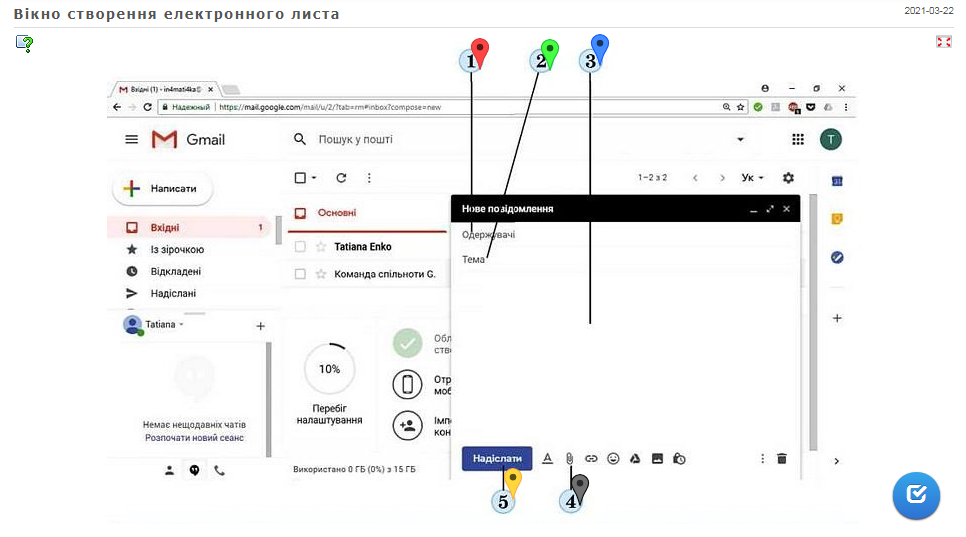 Вікно створення електронного листа
2021-03-22
1
2
3
Вхідні (1) - in4mati4ka@
Надежный
https://mail.google.com/mail/u/2/?tab=rm#inbox?compose=new
Gmail
Пошук у пошті
T
Написати
1–2 з 2
Ук
Вхідні
1
Основні
Нове повідомлення
Із зірочкою
Tatiana Enko
Одержувачі
Відкладені
Команда спільноти G.
Тема
Надіслані
Tatiana
10%
Перебіг
налаштування
Обл
ство
Отр
моб
Імпо
кон
Немає нещодавніх чатів
Розпочати новий сеанс
Використано 0 ГБ (0%) з 15 ГБ
Надіслати
5
4